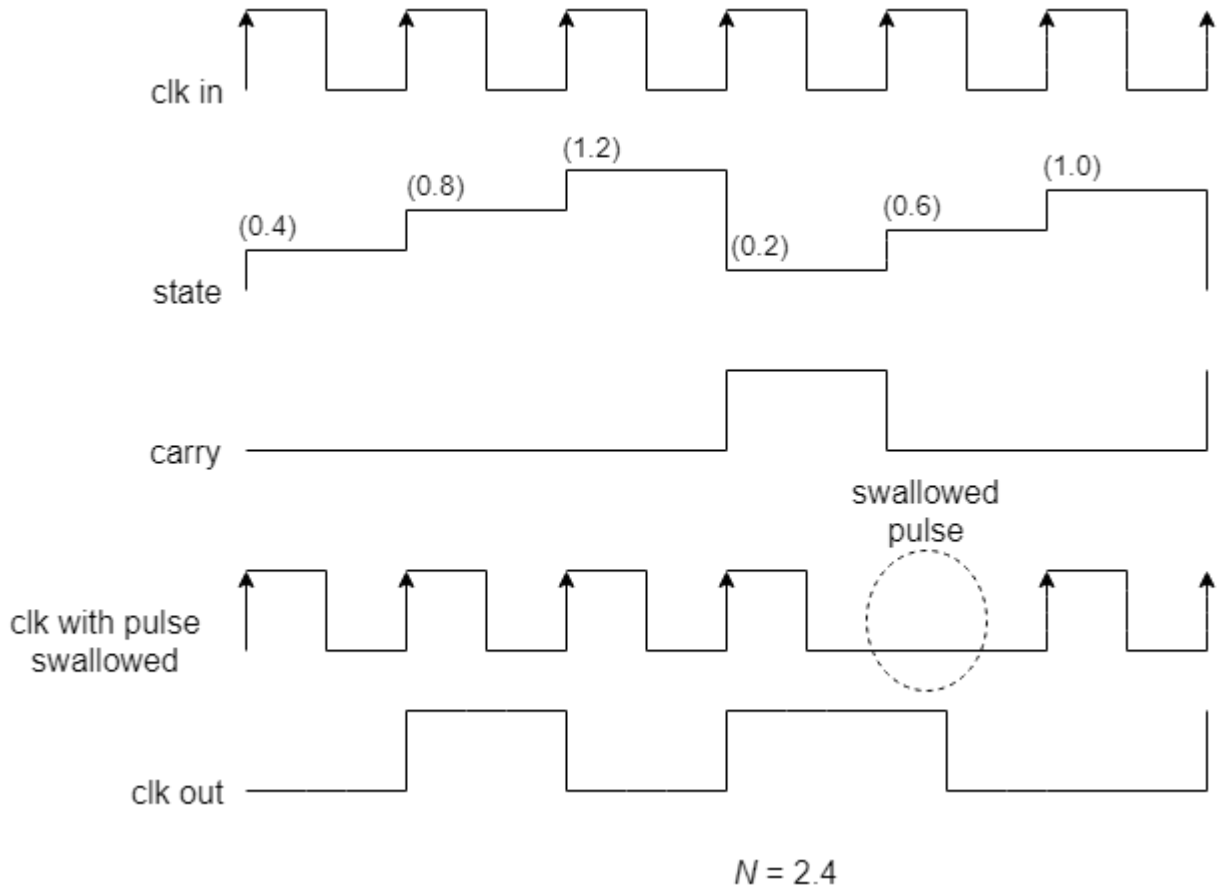 clk in
(0.4)
(0.8)
(1.2)
(0.2)
(0.6)
(1.0)
state
carry
swallowed
pulse
clk with pulse
swallowed
clk out
N = 2.4